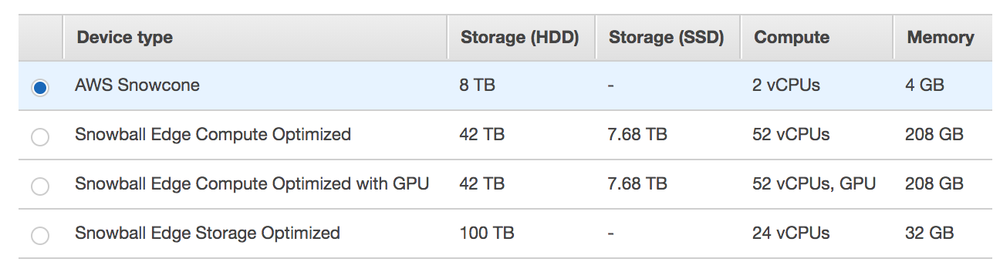 Device type Storage (HDD) Storage (SSD) Compute Memory
AWS Snowcone 8 TB - 2 vCPUs 4 GB
Snowball Edge Compute Optimized 42 TB 7.68 TB 52 vCPUs 208 GB
Snowball Edge Compute Optimized with GPU 42 TB 7.68 TB 52 vCPUs, GPU 208 GB
Snowball Edge Storage Optimized 100 TB - 24 vCPUs 32 GB